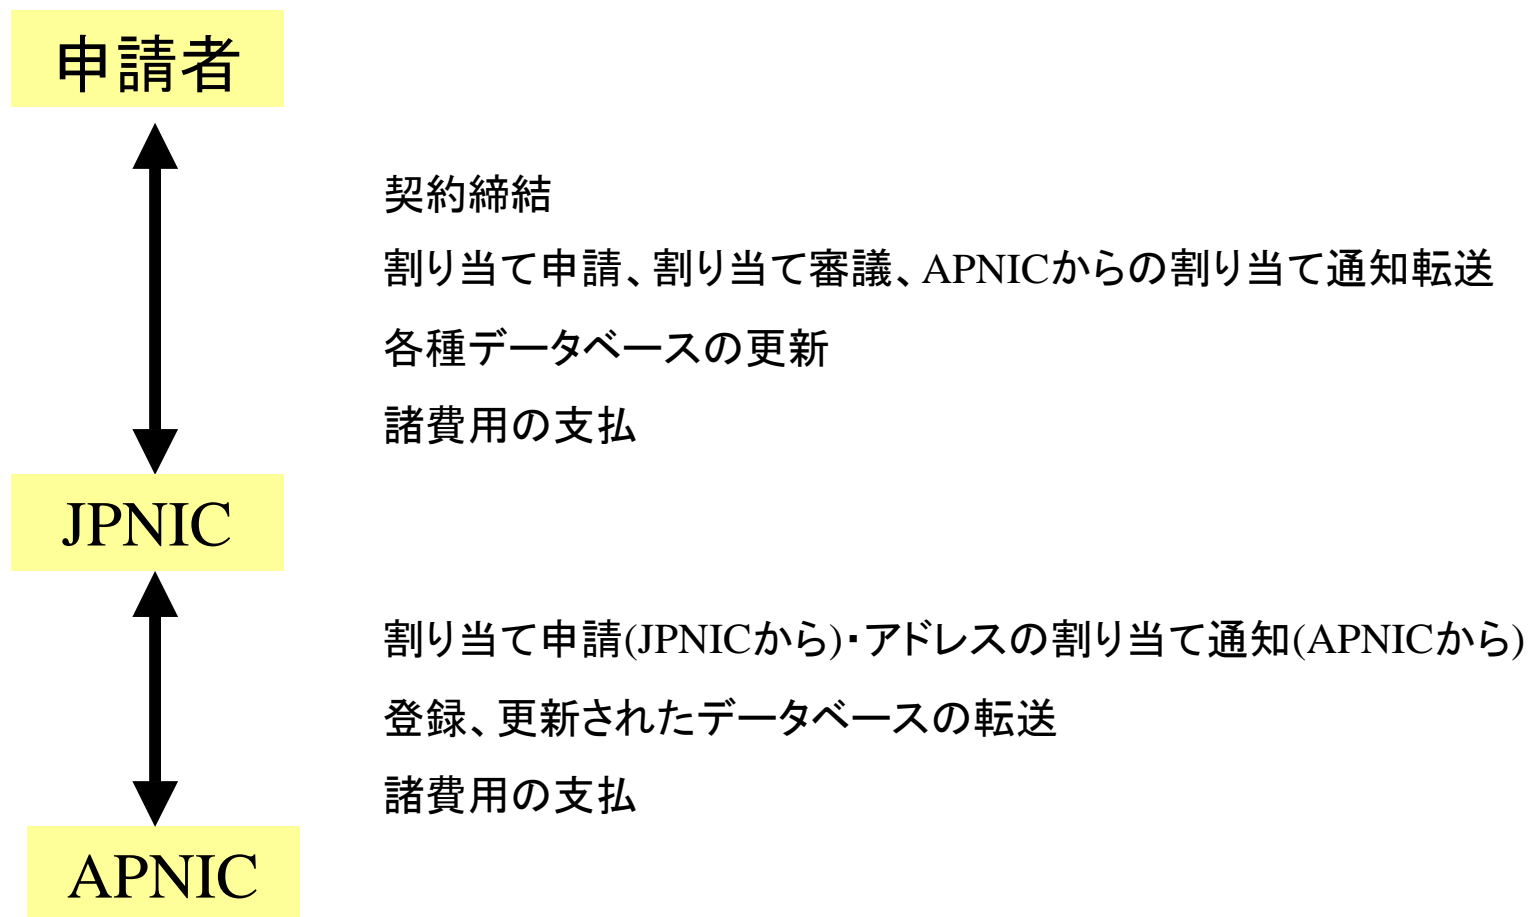 申請者
契約締結
割り当て申請、割り当て審議、APNICからの割り当て通知転送
各種データベースの更新
諸費用の支払
JPNIC
割り当て申請(JPNICから)・アドレスの割り当て通知(APNICから)
登録、更新されたデータベースの転送
諸費用の支払
APNIC